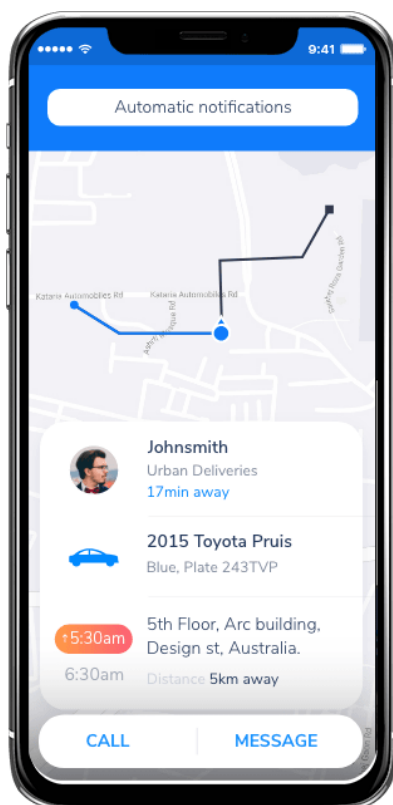 9:41
Automatic notifications
Katarie Automobiles Rd
Katarie Automobiles Rd
Johnsmith
Urban Deliveries
17min away
2015 Toyota Pruis
Blue, Plate 243TVP
↑5:30am
5th Floor, Arc building,
Design st, Australia.
6:30am
Distance 5km away
CALL
MESSAGE